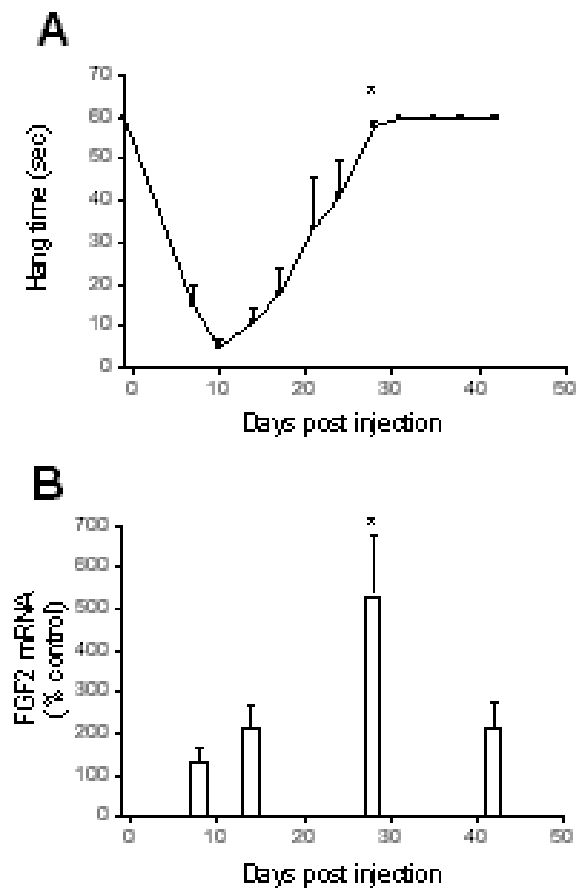 A
70
60
50
40
30
20
10
0
Hang time (sec)
*
0 10 20 30 40 50
Days post injection
B
700
600
500
400
300
200
100
0
FGF2 mRNA
(% control)
*
0 10 20 30 40 50
Days post injection